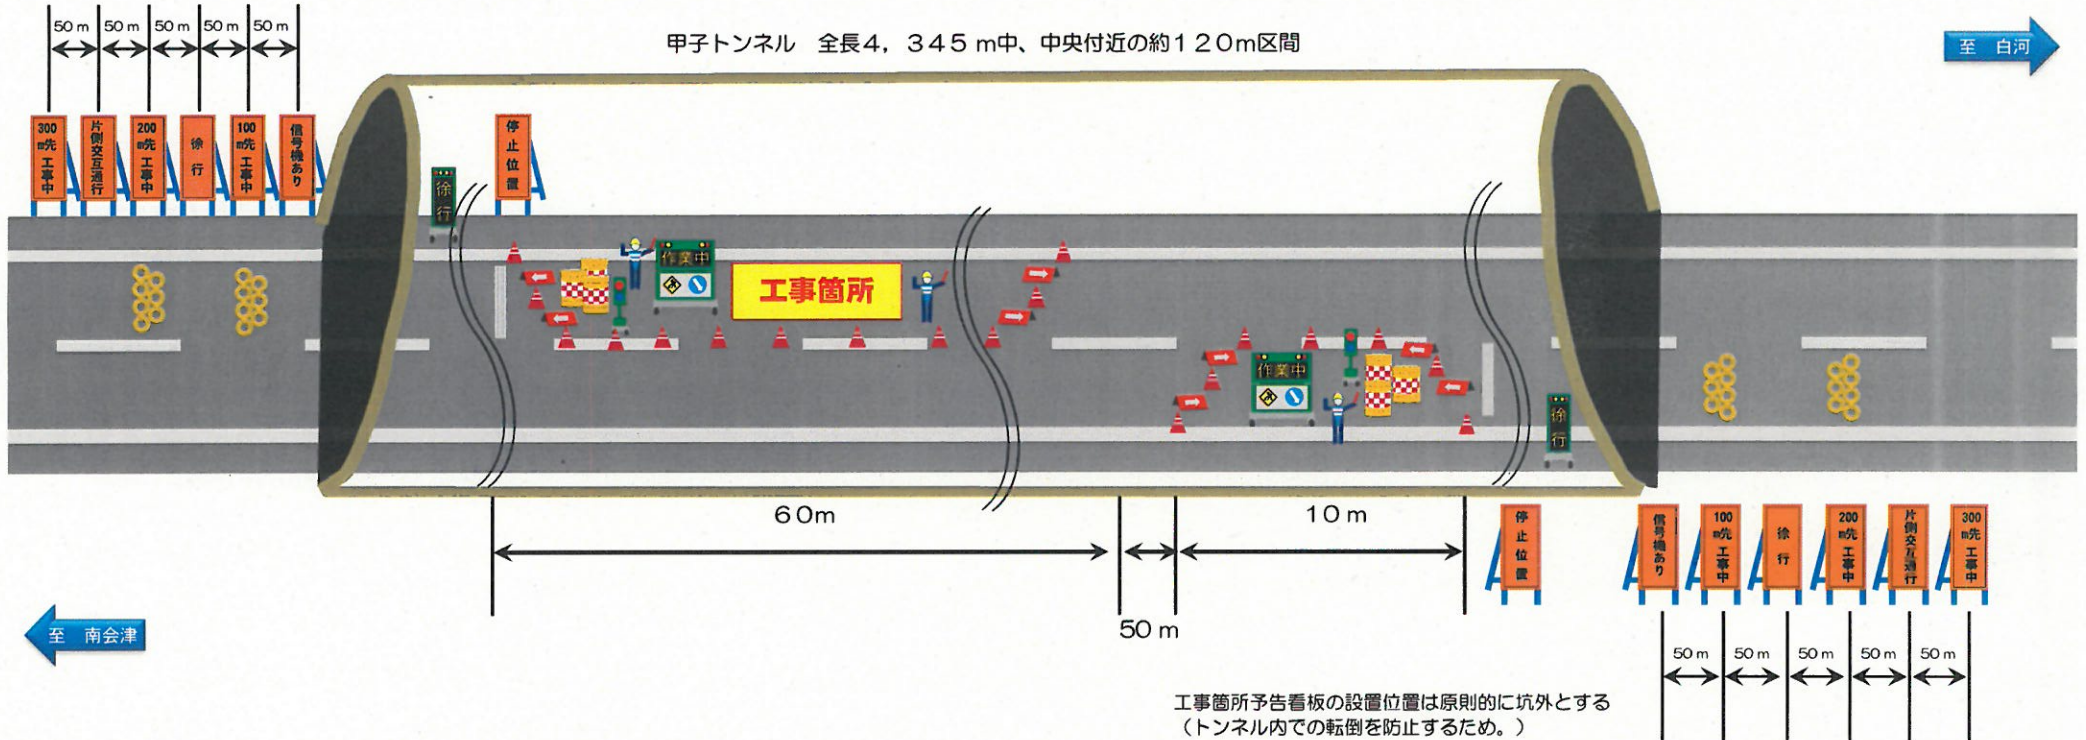 50ｍ 50ｍ 50ｍ 50ｍ 50ｍ
甲子トンネル　全長４，３４５ｍ中、中央付近の約１２０ｍ区間
至　白河
300ｍ先 工事中
片側交互通行
200ｍ先 工事中
徐行
100ｍ先 工事中
信号機あり
徐行
停止位置
作業中
工事箇所
作業中
徐行
６０ｍ
１０ｍ
50ｍ
停止位置
信号機あり
100ｍ先 工事中
徐行
200ｍ先 工事中
片側交互通行
300ｍ先 工事中
至　南会津
50ｍ 50ｍ 50ｍ 50ｍ 50ｍ
工事箇所予告看板の設置位置は原則的に坑外とする
（トンネル内での転倒を防止するため。）